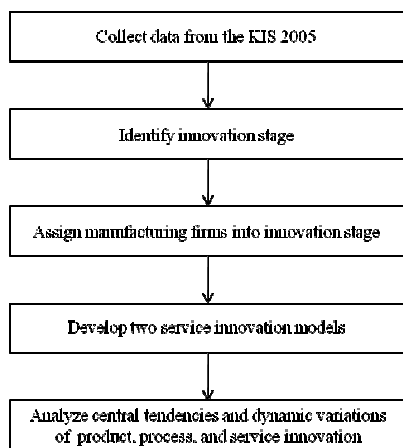 Collect data from the KIS 2005
Identify innovation stage
Assign manufacturing firms into innovation stage
Develop two service innovation models
Analyze central tendencies and dynamic variations
of product, process, and service innovation